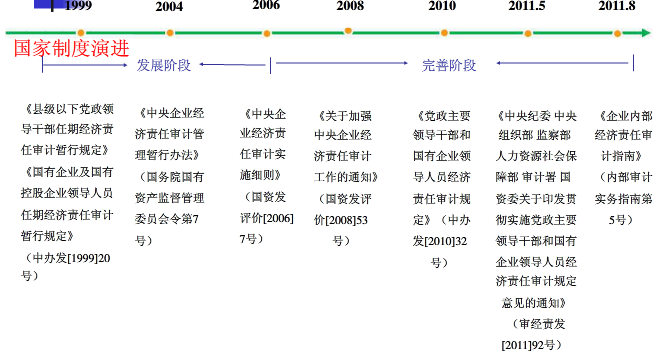 1999 2004 2006 2008 2010 2011.5 2011.8
国家制度演进
发展阶段 完善阶段
《县级以下党政领
导干部任期经济责
任审计暂行规定》
《国有企业及国有
控股企业领导人员
任期经济责任审计
暂行规定》
（中办发[1999]20
号）
《中央企业经
济责任审计管
理暂行办法》
（国务院国有
资产监督管理
委员会令第7
号）
《中央企
业经济责
任审计实
施细则》
（国资发
评价[2006]
7号）
《关于加强
中央企业经
济责任审计
工作的通知》
（国资发评
价[2008]53
号）
《党政主要
领导干部和
国有企业领
导人员经济
责任审计规
定》（中办
发[2010]32
号）
《中央纪委 中央
组织部 监察部
人力资源社会保
障部 审计署 国
资委关于印发贯
彻实施党政主要
领导干部和国有
企业领导人员经
济责任审计规定
意见的通知》
（审经责发
[2011]92号）
《企业内部
经济责任审
计指南》
（内部审计
实务指南第
5号）